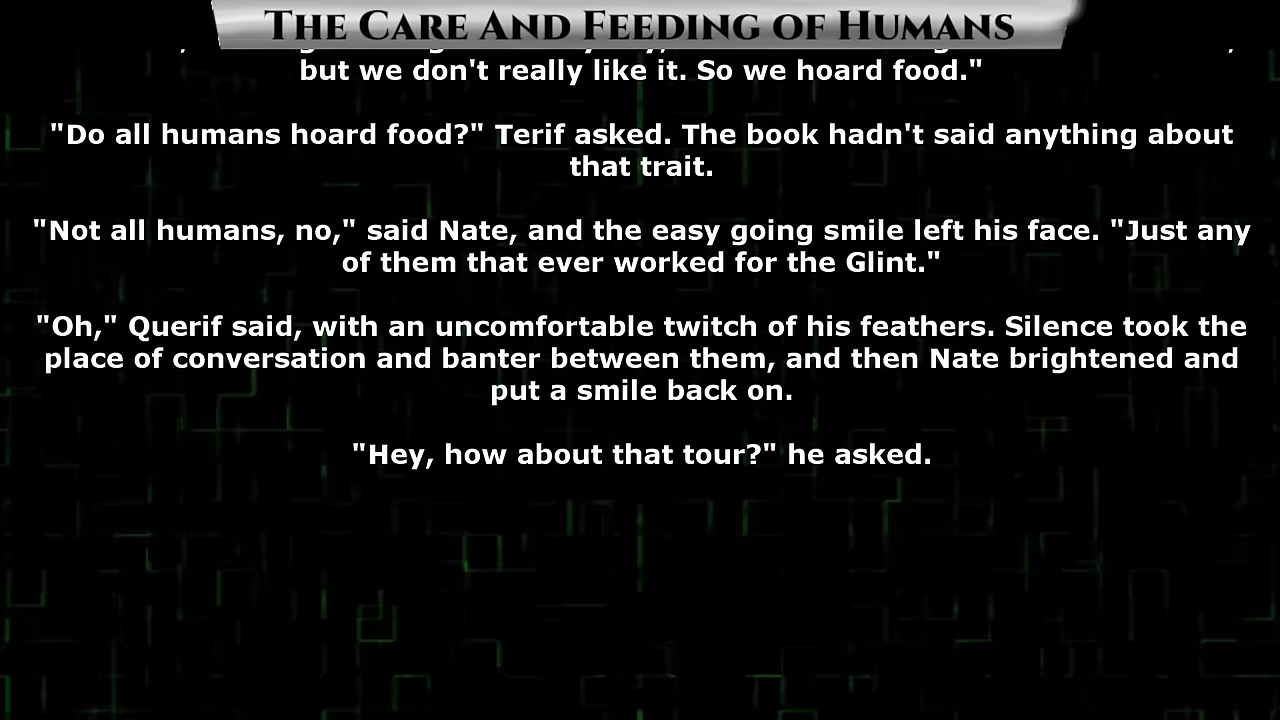 The Care And Feeding of Humans
but we don't really like it. So we hoard food."
"Do all humans hoard food?" Terif asked. The book hadn't said anything about
that trait.
"Not all humans, no," said Nate, and the easy going smile left his face. "Just any
of them that ever worked for the Glint."
"Oh," Querif said, with an uncomfortable twitch of his feathers. Silence took the
place of conversation and banter between them, and then Nate brightened and
put a smile back on.
"Hey, how about that tour?" he asked.